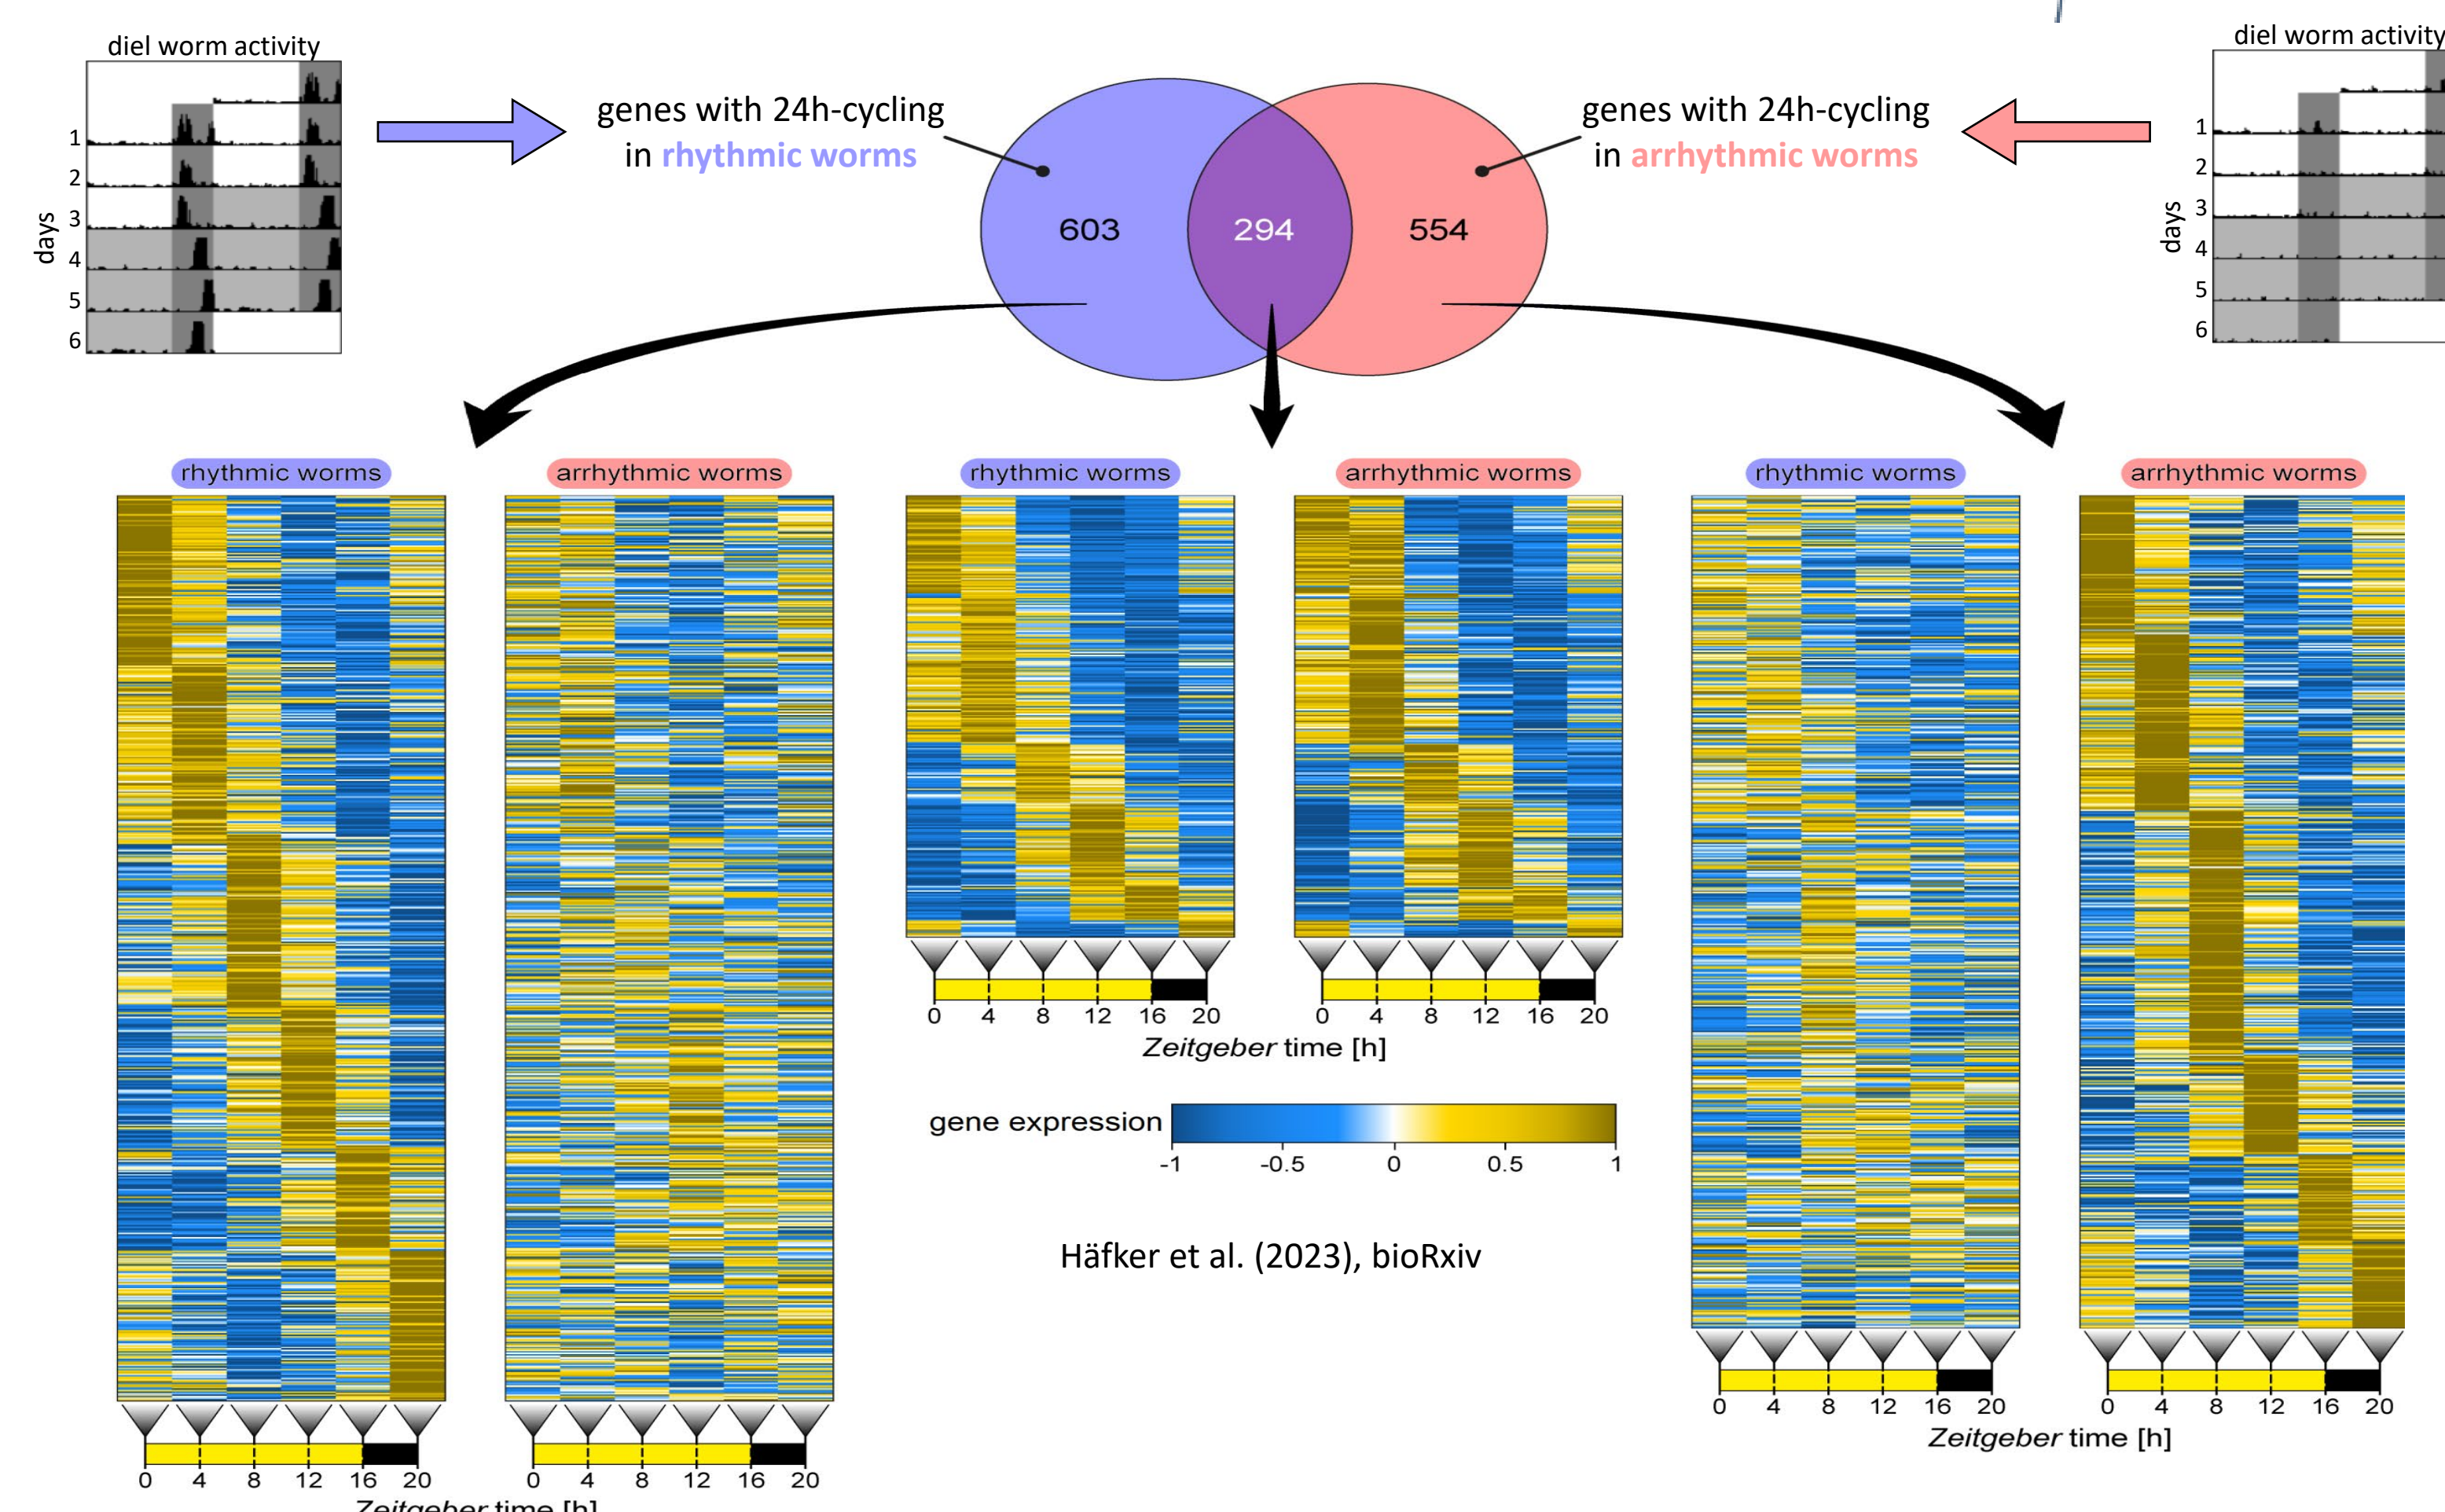 diel worm activity
days
1
2
3
4
5
6
genes with 24h-cycling
in rhythmic worms
603
294
554
genes with 24h-cycling
in arrhythmic worms
diel worm activity
days
1
2
3
4
5
6
rhythmic worms
arrhythmic worms
rhythmic worms
arrhythmic worms
rhythmic worms
arrhythmic worms
0 4 8 12 16 20
0 4 8 12 16 20
Zeitgeber time [h]
gene expression
-1 -0.5 0 0.5 1
Häfker et al. (2023), bioRxiv
0 4 8 12 16 20
0 4 8 12 16 20
Zeitgeber time [h]
0 4 8 12 16 20
0 4 8 12 16 20
Zeitgeber time [h]